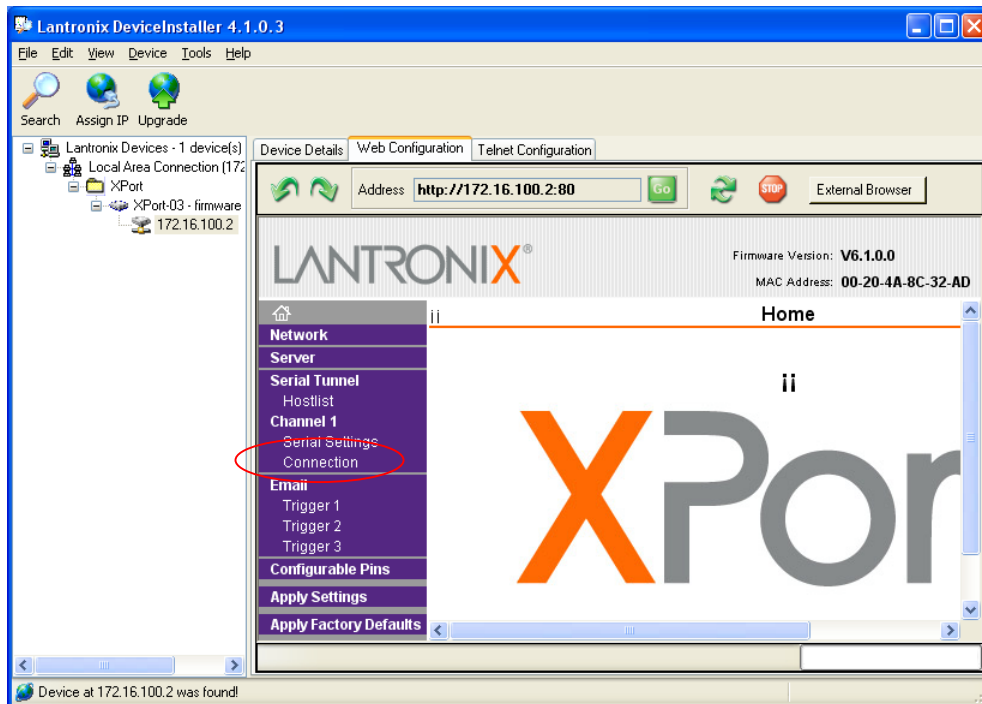 Lantronix DeviceInstaller 4.1.0.3
File Edit View Device Tools Help
Search Assign IP Upgrade
Lantronix Devices - 1 device(s)
Local Area Connection (172
XPort
XPort-03 - firmware
172.16.100.2
Device Details Web Configuration Telnet Configuration
Address http://172.16.100.2:80 Go STOP External Browser
LANTRONIX®
Firmware Version: V6.1.0.0
MAC Address: 00-20-4A-8C-32-AD
Network
Server
Serial Tunnel
Hostlist
Channel 1
Serial Settings
Connection
Email
Trigger 1
Trigger 2
Trigger 3
Configurable Pins
Apply Settings
Apply Factory Defaults
¡¡ Home
¡¡
XPor
Device at 172.16.100.2 was found!